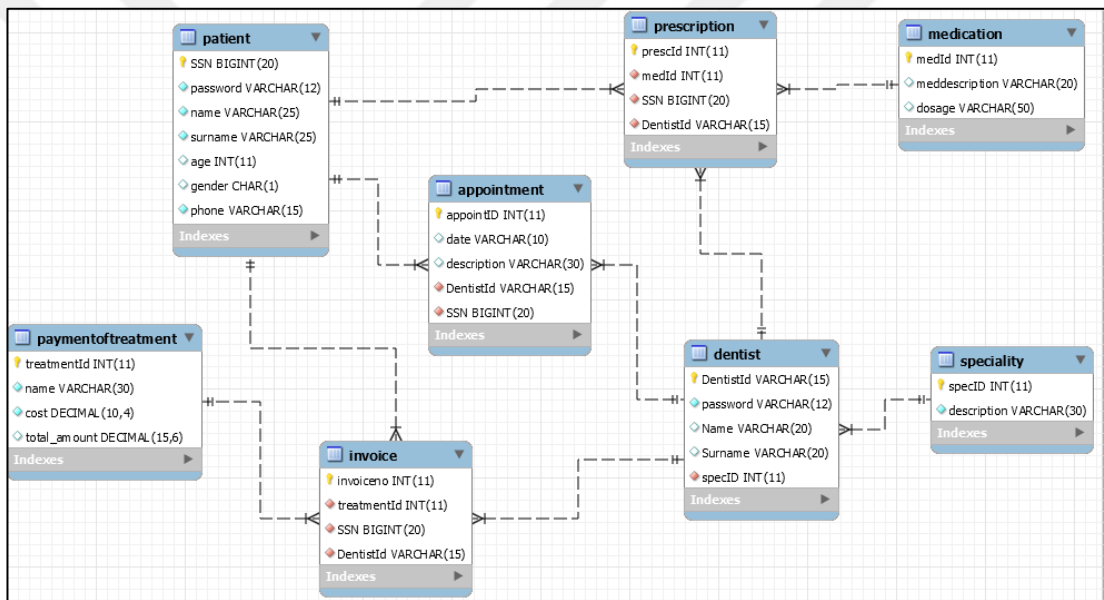 patient
SSN BIGINT(20)
password VARCHAR(12)
name VARCHAR(25)
surname VARCHAR(25)
age INT(11)
gender CHAR(1)
phone VARCHAR(15)
Indexes
prescription
prescId INT(11)
medId INT(11)
SSN BIGINT(20)
DentistId VARCHAR(15)
Indexes
medication
medId INT(11)
meddescription VARCHAR(20)
dosage VARCHAR(50)
Indexes
appointment
appointID INT(11)
date VARCHAR(10)
description VARCHAR(30)
DentistId VARCHAR(15)
SSN BIGINT(20)
Indexes
paymentoftreatment
treatmentId INT(11)
name VARCHAR(30)
cost DECIMAL(10,4)
total_amount DECIMAL(15,6)
Indexes
dentist
DentistId VARCHAR(15)
password VARCHAR(12)
Name VARCHAR(20)
Surname VARCHAR(20)
specID INT(11)
Indexes
speciality
specID INT(11)
description VARCHAR(30)
Indexes
invoice
invoiceno INT(11)
treatmentId INT(11)
SSN BIGINT(20)
DentistId VARCHAR(15)
Indexes